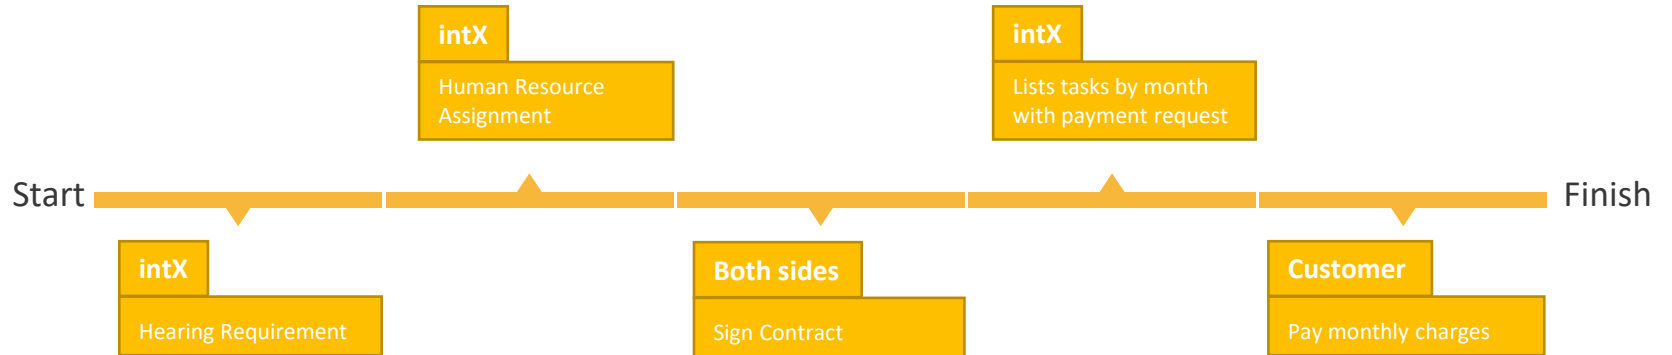 intX
Human Resource
Assignment
intX
Lists tasks by month
with payment request
Start
Finish
intX
Hearing Requirement
Both sides
Sign Contract
Customer
Pay monthly charges